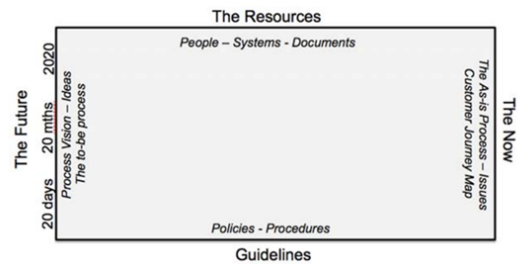 The Resources
People – Systems - Documents
The Future
2020
20 mths
20 days
Process Vision – Ideas
The to-be process
The As-is Process – Issues
Customer Journey Map
The Now
Policies - Procedures
Guidelines